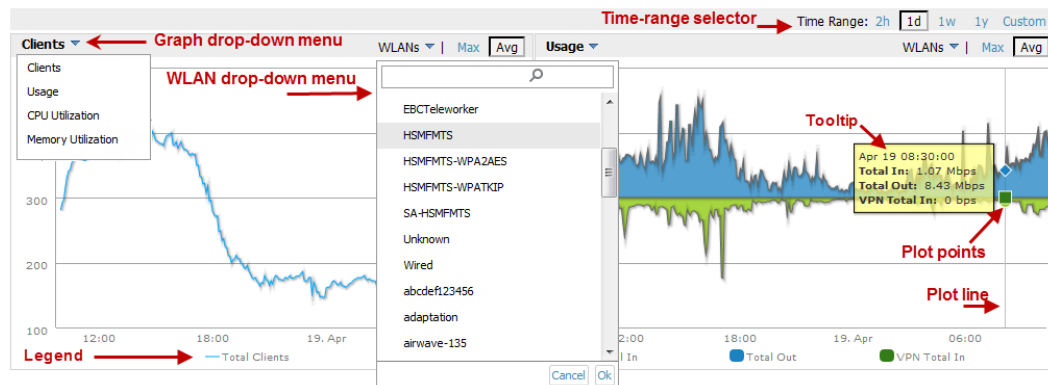 Time-range selector
Time Range: 2h 1d 1w 1y Custom
Clients
Graph drop-down menu
WLANs | Max Avg
Usage
WLANs | Max Avg
Clients
Usage
CPU Utilization
Memory Utilization
WLAN drop-down menu
EBCTeleworker
HSMFMTS
HSMFMTS-WPA2AES
HSMFMTS-WPATKIP
SA-HSMFMTS
Unknown
Wired
abcdef123456
adaptation
airwave-135
Cancel Ok
Tooltip
Apr 19 08:30:00
Total In: 1.07 Mbps
Total Out: 8.43 Mbps
VPN Total In: 0 bps
Plot points
Plot line
300
200
100
12:00 18:00 19. Apr
2:00 18:00 19. Apr 06:00
Legend
Total Clients
l In Total Out VPN Total In